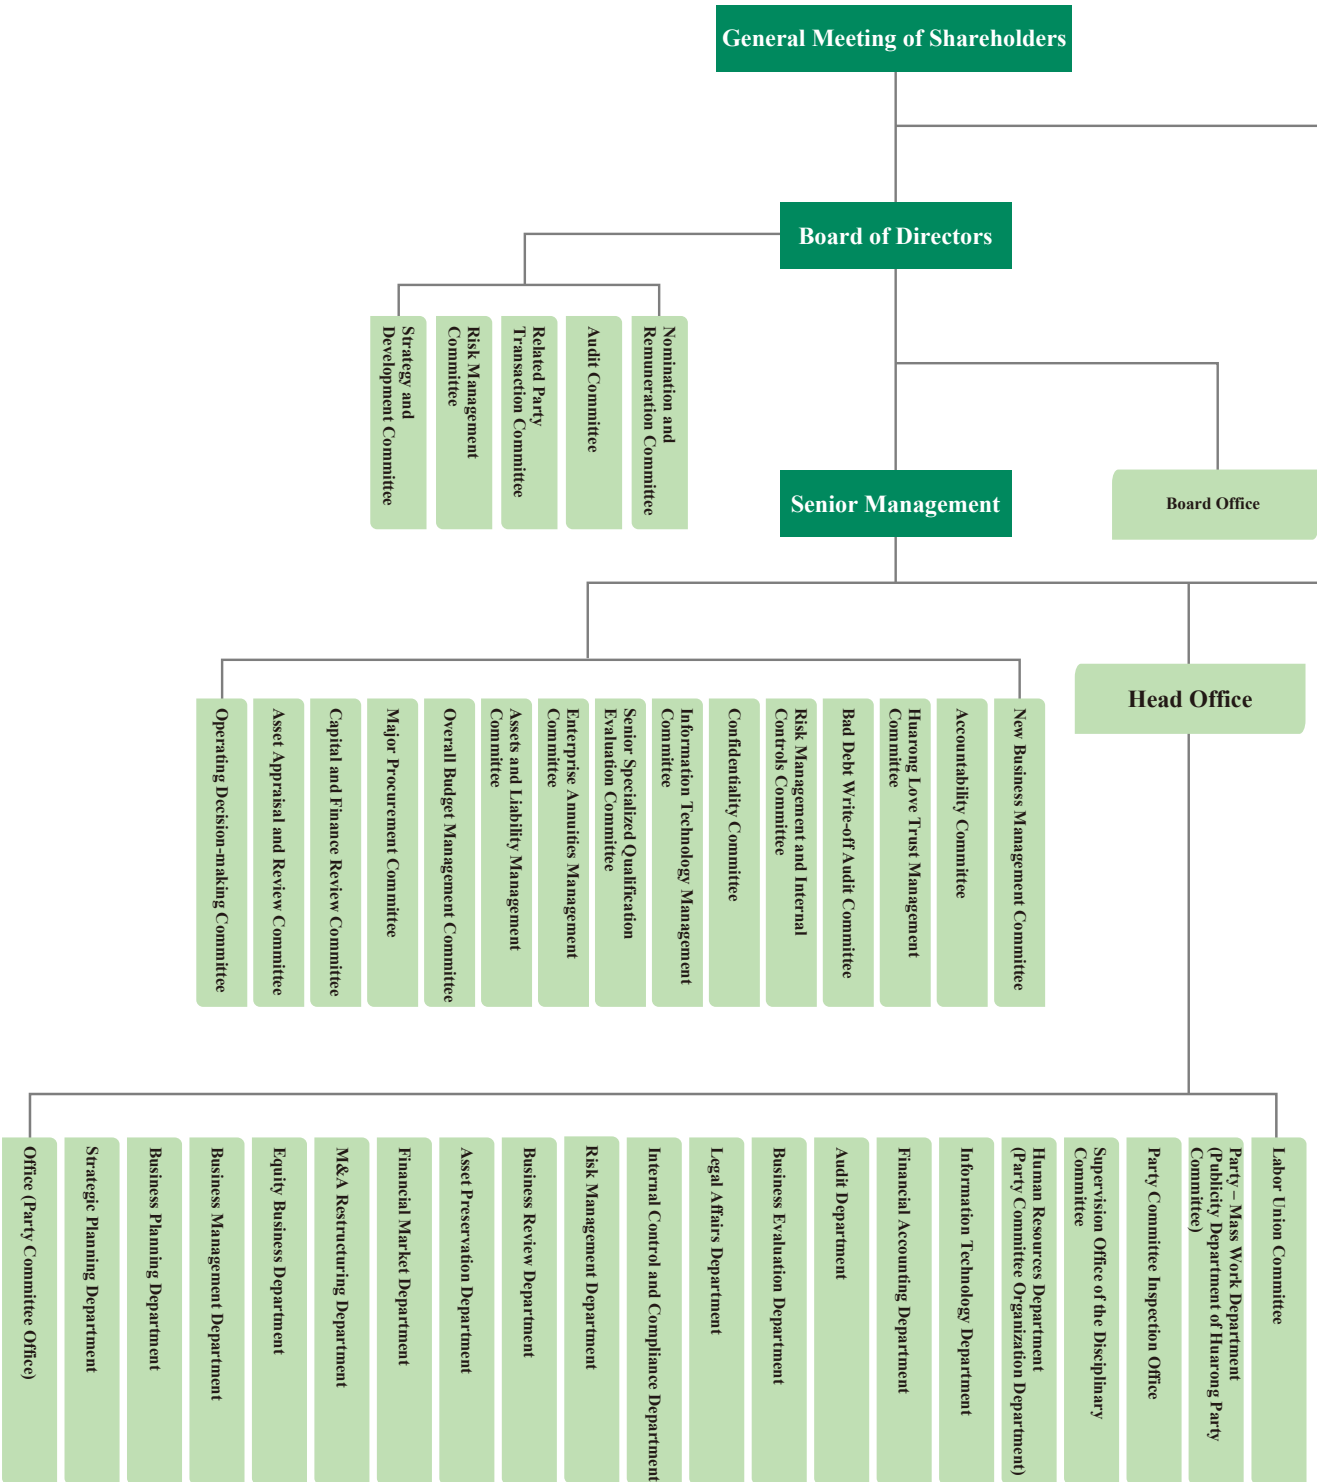 General Meeting of Shareholders
Board of Directors
Strategy and
Development Committee
Risk Management
Committee
Related Party
Transaction Committee
Audit Committee
Nomination and
Remuneration Committee
Senior Management
Board Office
Head Office
Operating Decision-making Committee
Asset Appraisal and Review Committee
Capital and Finance Review Committee
Major Procurement Committee
Overall Budget Management Committee
Assets and Liability Management
Committee
Enterprise Annuities Management
Committee
Senior Specialized Qualification
Evaluation Committee
Information Technology Management
Committee
Confidentiality Committee
Risk Management and Internal
Controls Committee
Bad Debt Write-off Audit Committee
Huarong Love Trust Management
Committee
Accountability Committee
New Business Management Committee
Office (Party Committee Office)
Strategic Planning Department
Business Planning Department
Business Management Department
Equity Business Department
M&A Restructuring Department
Financial Market Department
Asset Preservation Department
Business Review Department
Risk Management Department
Internal Control and Compliance Department
Legal Affairs Department
Business Evaluation Department
Audit Department
Financial Accounting Department
Information Technology Department
Human Resources Department
(Party Committee Organization Department)
Supervision Office of the Disciplinary
Committee
Party Committee Inspection Office
Party – Mass Work Department
(Publicity Department of Huarong Party
Committee)
Labor Union Committee